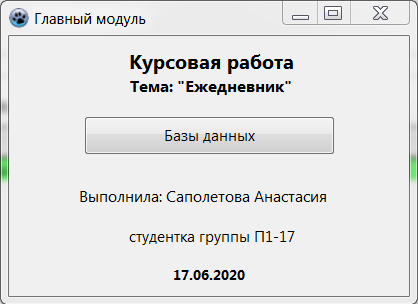 Главный модуль
Курсовая работа
Тема: "Ежедневник"
Базы данных
Выполнила: Саполетова Анастасия
студентка группы П1-17
17.06.2020